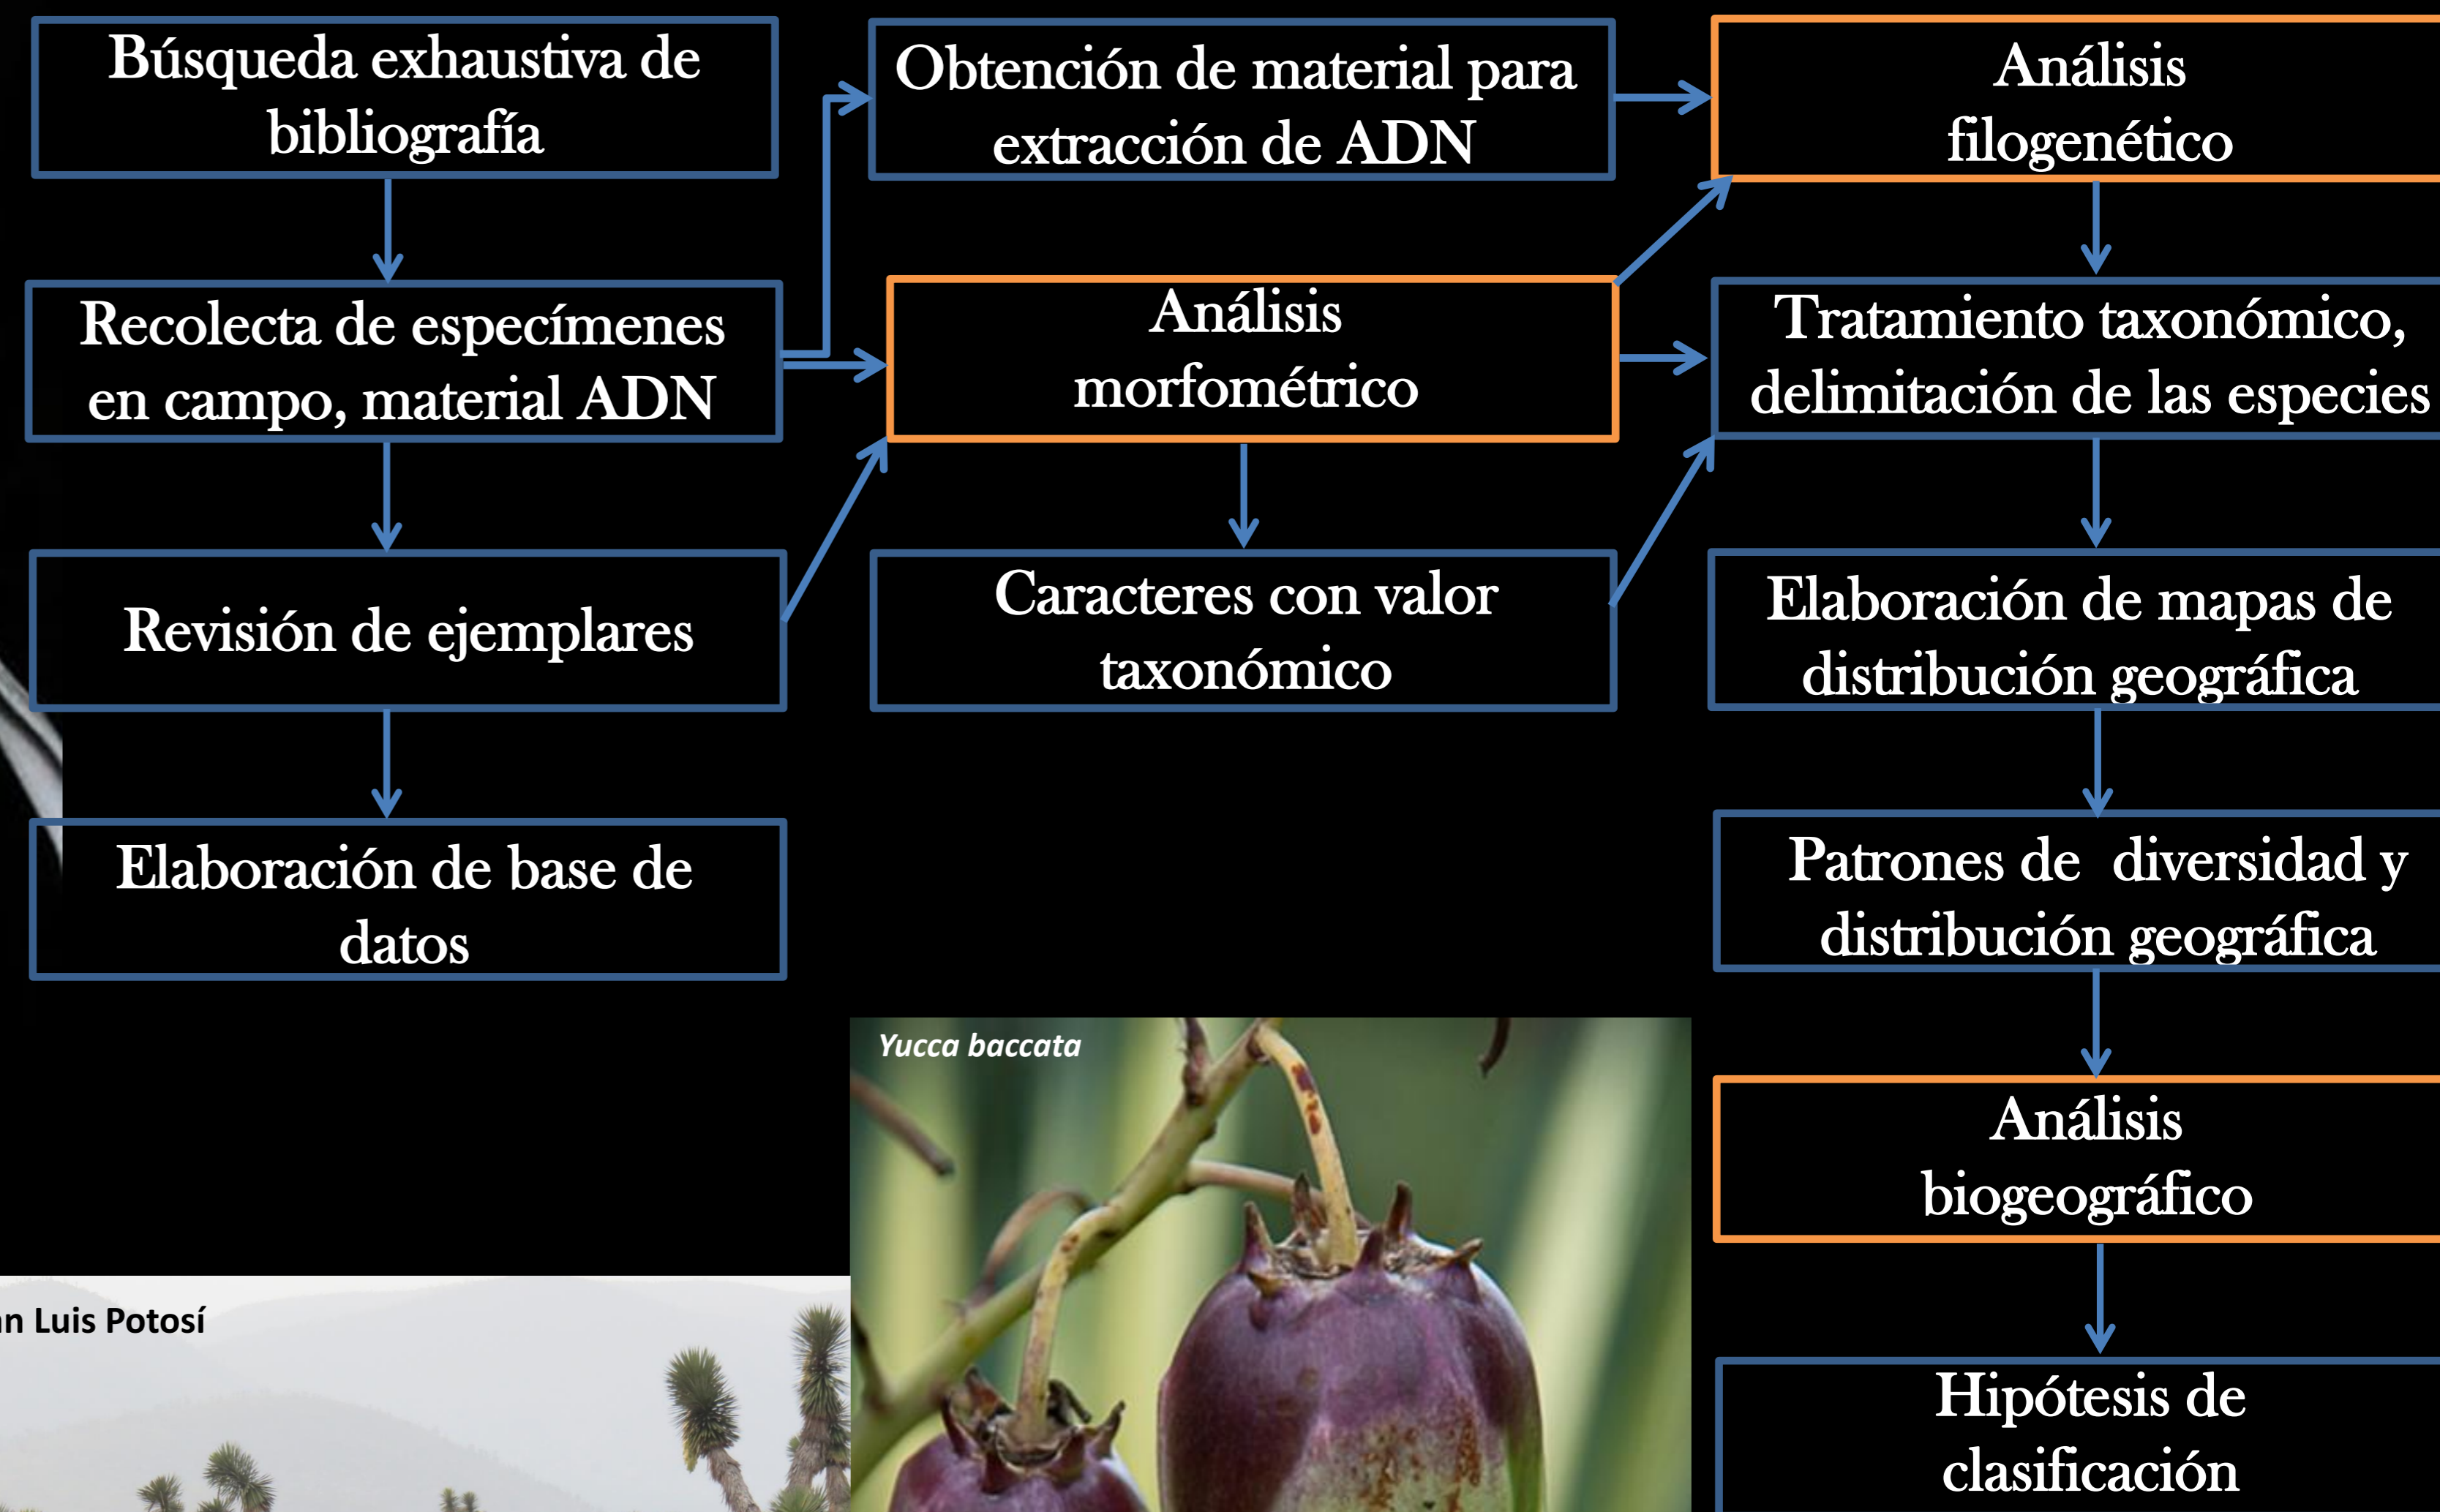 Búsqueda exhaustiva de
bibliografía
Obtención de material para
extracción de ADN
Análisis
filogenético
Recolecta de especímenes
en campo, material ADN
Análisis
morfométrico
Tratamiento taxonómico,
delimitación de las especies
Revisión de ejemplares
Caracteres con valor
taxonómico
Elaboración de mapas de
distribución geográfica
Elaboración de base de
datos
Patrones de diversidad y
distribución geográfica
Yucca baccata
Análisis
biogeográfico
Luis Potosí
Hipótesis de
clasificación